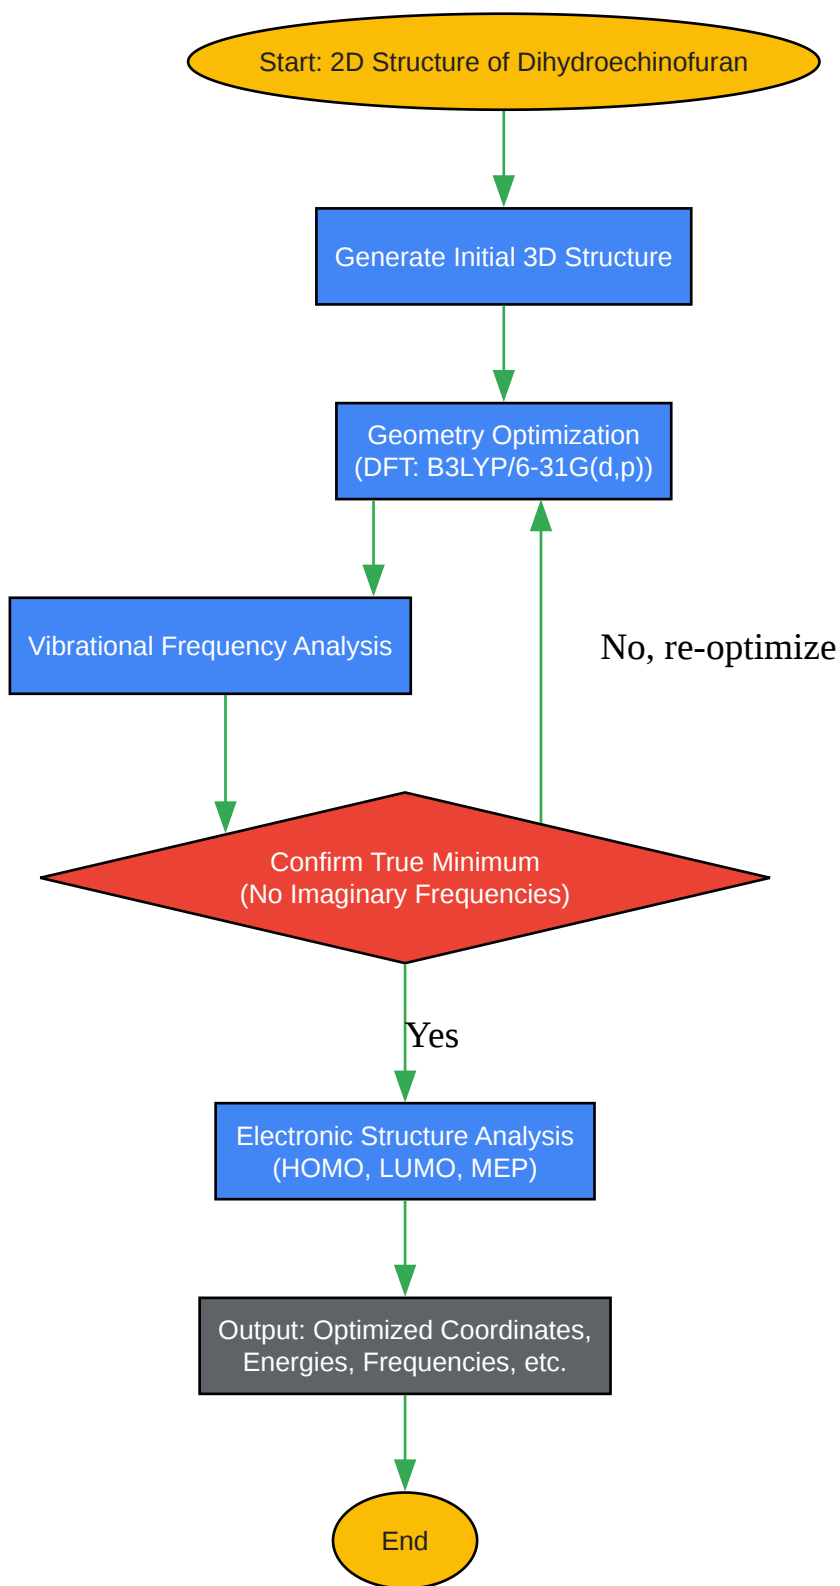 Start: 2D Structure of Dihydroechinofuran
Generate Initial 3D Structure
Geometry Optimization
(DFT: B3LYP/6-31G(d,p))
Vibrational Frequency Analysis
No, re-optimize
Confirm True Minimum
(No Imaginary Frequencies)
Yes
Electronic Structure Analysis
(HOMO, LUMO, MEP)
Output: Optimized Coordinates,
Energies, Frequencies, etc.
End